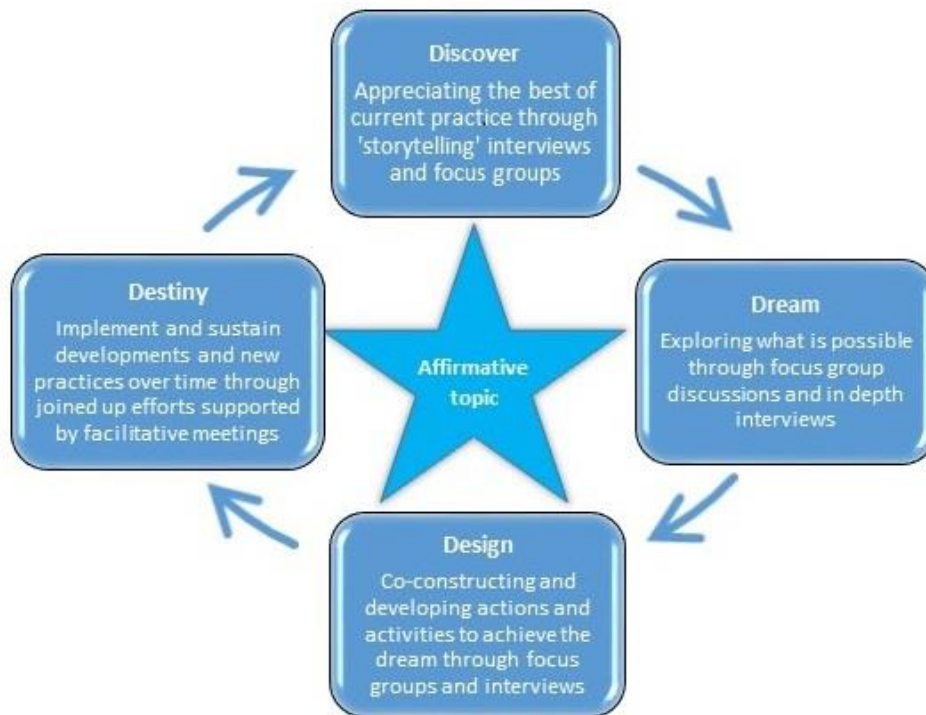 Discover
Appreciating the best of
current practice through
'storytelling' interviews
and focus groups
Dream
Exploring what is possible
through focus group
discussions and in depth
interviews
Design
Co-constructing and
developing actions and
activities to achieve the
dream through focus
groups and interviews
Destiny
Implement and sustain
developments and new
practices over time through
joined up efforts supported
by facilitative meetings
Affirmative
topic